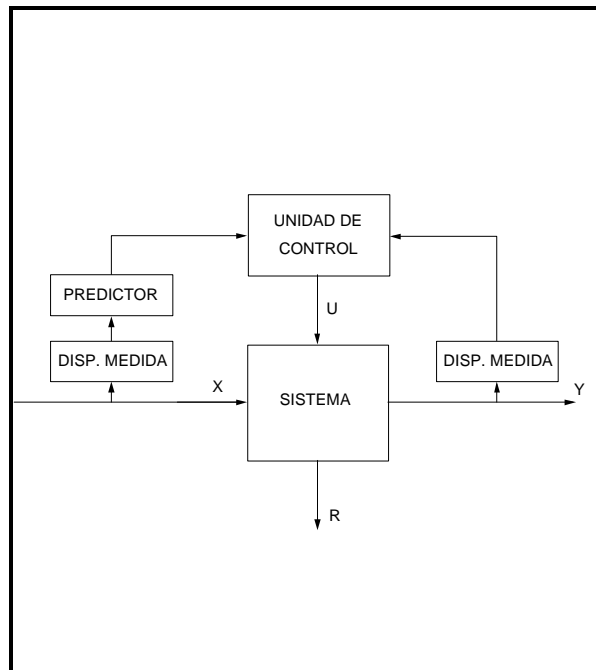 UNIDAD DE
CONTROL
PREDICTOR
U
DISP. MEDIDA
DISP. MEDIDA
X
SISTEMA
Y
R